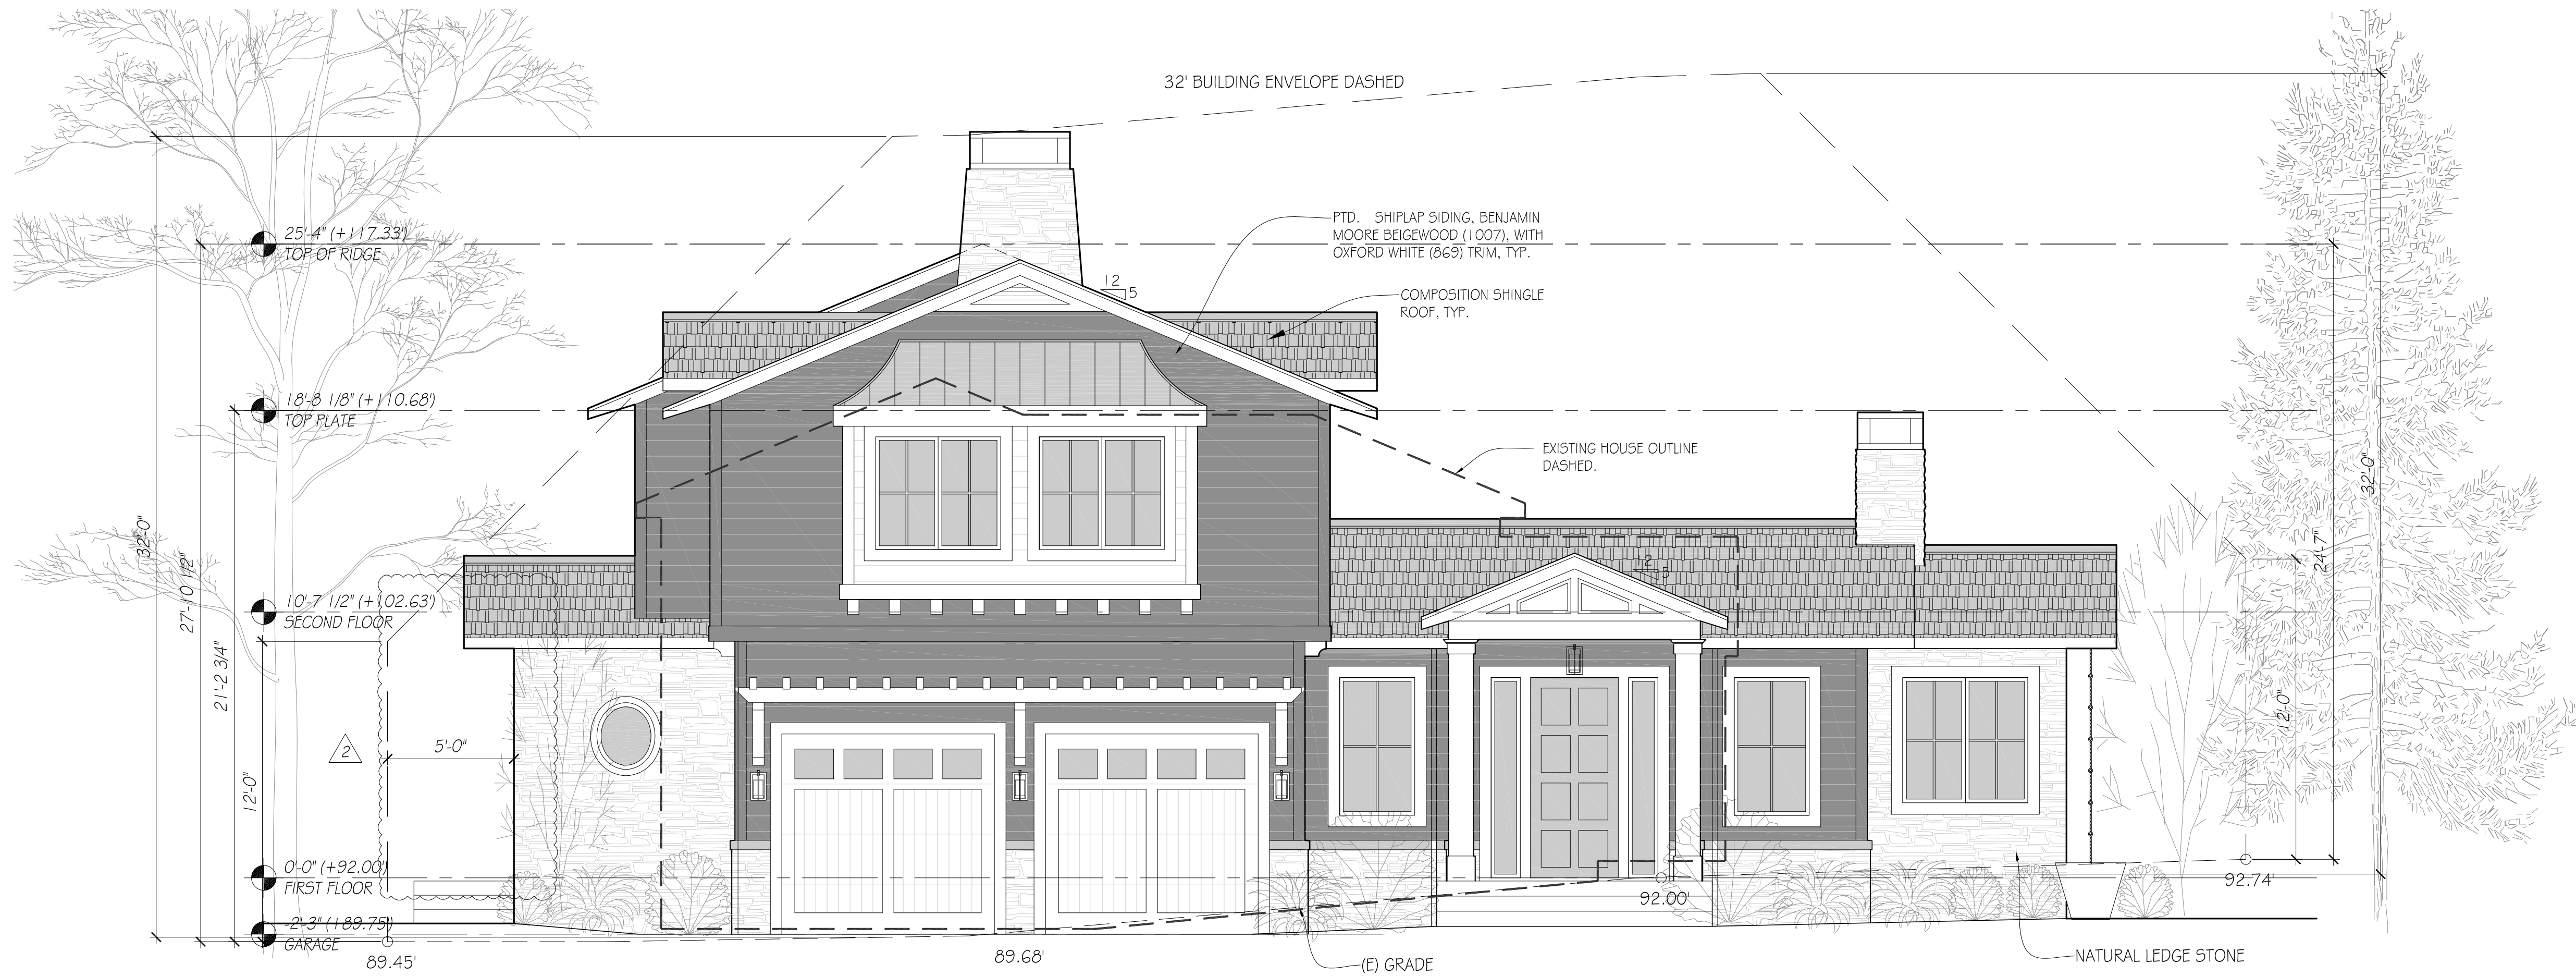 32' BUILDING ENVELOPE DASHED
PTD. SHIPLAP SIDING, BENJAMIN
MOORE BEIGEWOOD (1007), WITH
OXFORD WHITE (869) TRIM, TYP.
25'-4" (+117.33')
TOP OF RIDGE
12
5
COMPOSITION SHINGLE
ROOF, TYP.
18'-8 1/8" (+110.68')
TOP PLATE
EXISTING HOUSE OUTLINE
DASHED.
32'-0"
32'-0"
27'-10 1/2"
24'-7"
12
5
10'-7 1/2" (+102.63')
SECOND FLOOR
21'-2 3/4"
12'-0"
2
5'-0"
12'-0"
0'-0" (+92.00')
FIRST FLOOR
92.74'
92.00'
-2'-3" (+89.75')
GARAGE
89.45'
89.68'
(E) GRADE
NATURAL LEDGE STONE